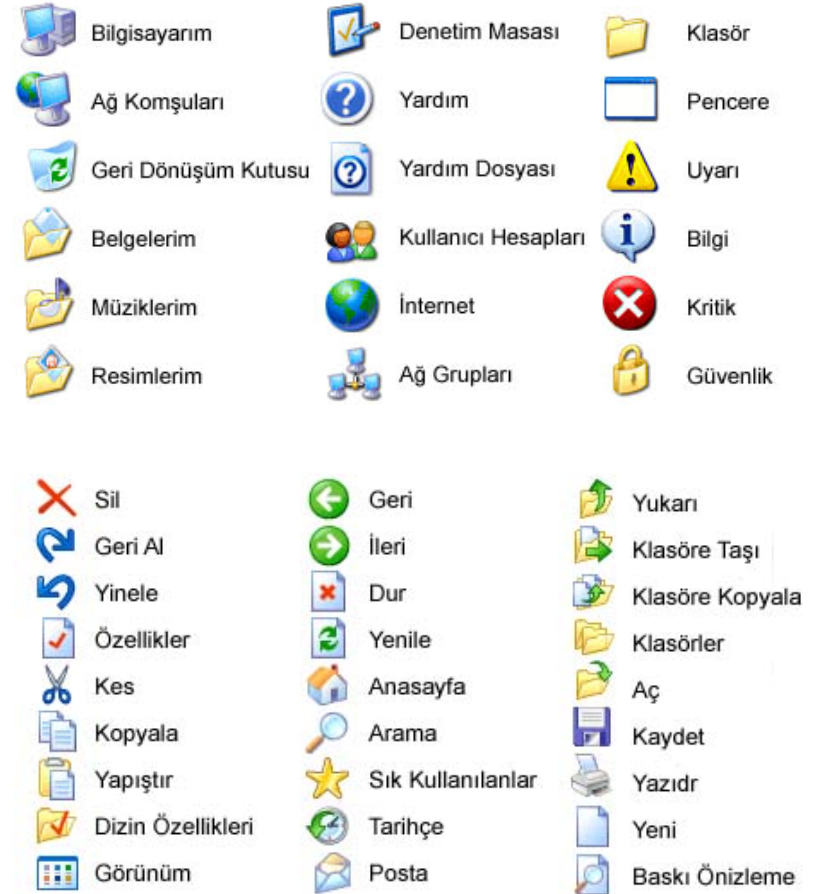 Bilgisayarım Denetim Masası Klasör
Ağ Komşuları Yardım Pencere
Geri Dönüşüm Kutusu Yardım Dosyası Uyarı
Belgelerim Kullanıcı Hesapları Bilgi
Müziklerim İnternet Kritik
Resimlerim Ağ Grupları Güvenlik
Sil Geri Yukarı
Geri Al İleri Klasöre Taşı
Yinele Dur Klasöre Kopyala
Özellikler Yenile Klasörler
Kes Anasayfa Aç
Kopyala Arama Kaydet
Yapıştır Sık Kullanılanlar Yazıdr
Dizin Özellikleri Tarihçe Yeni
Görünüm Posta Baskı Önizleme